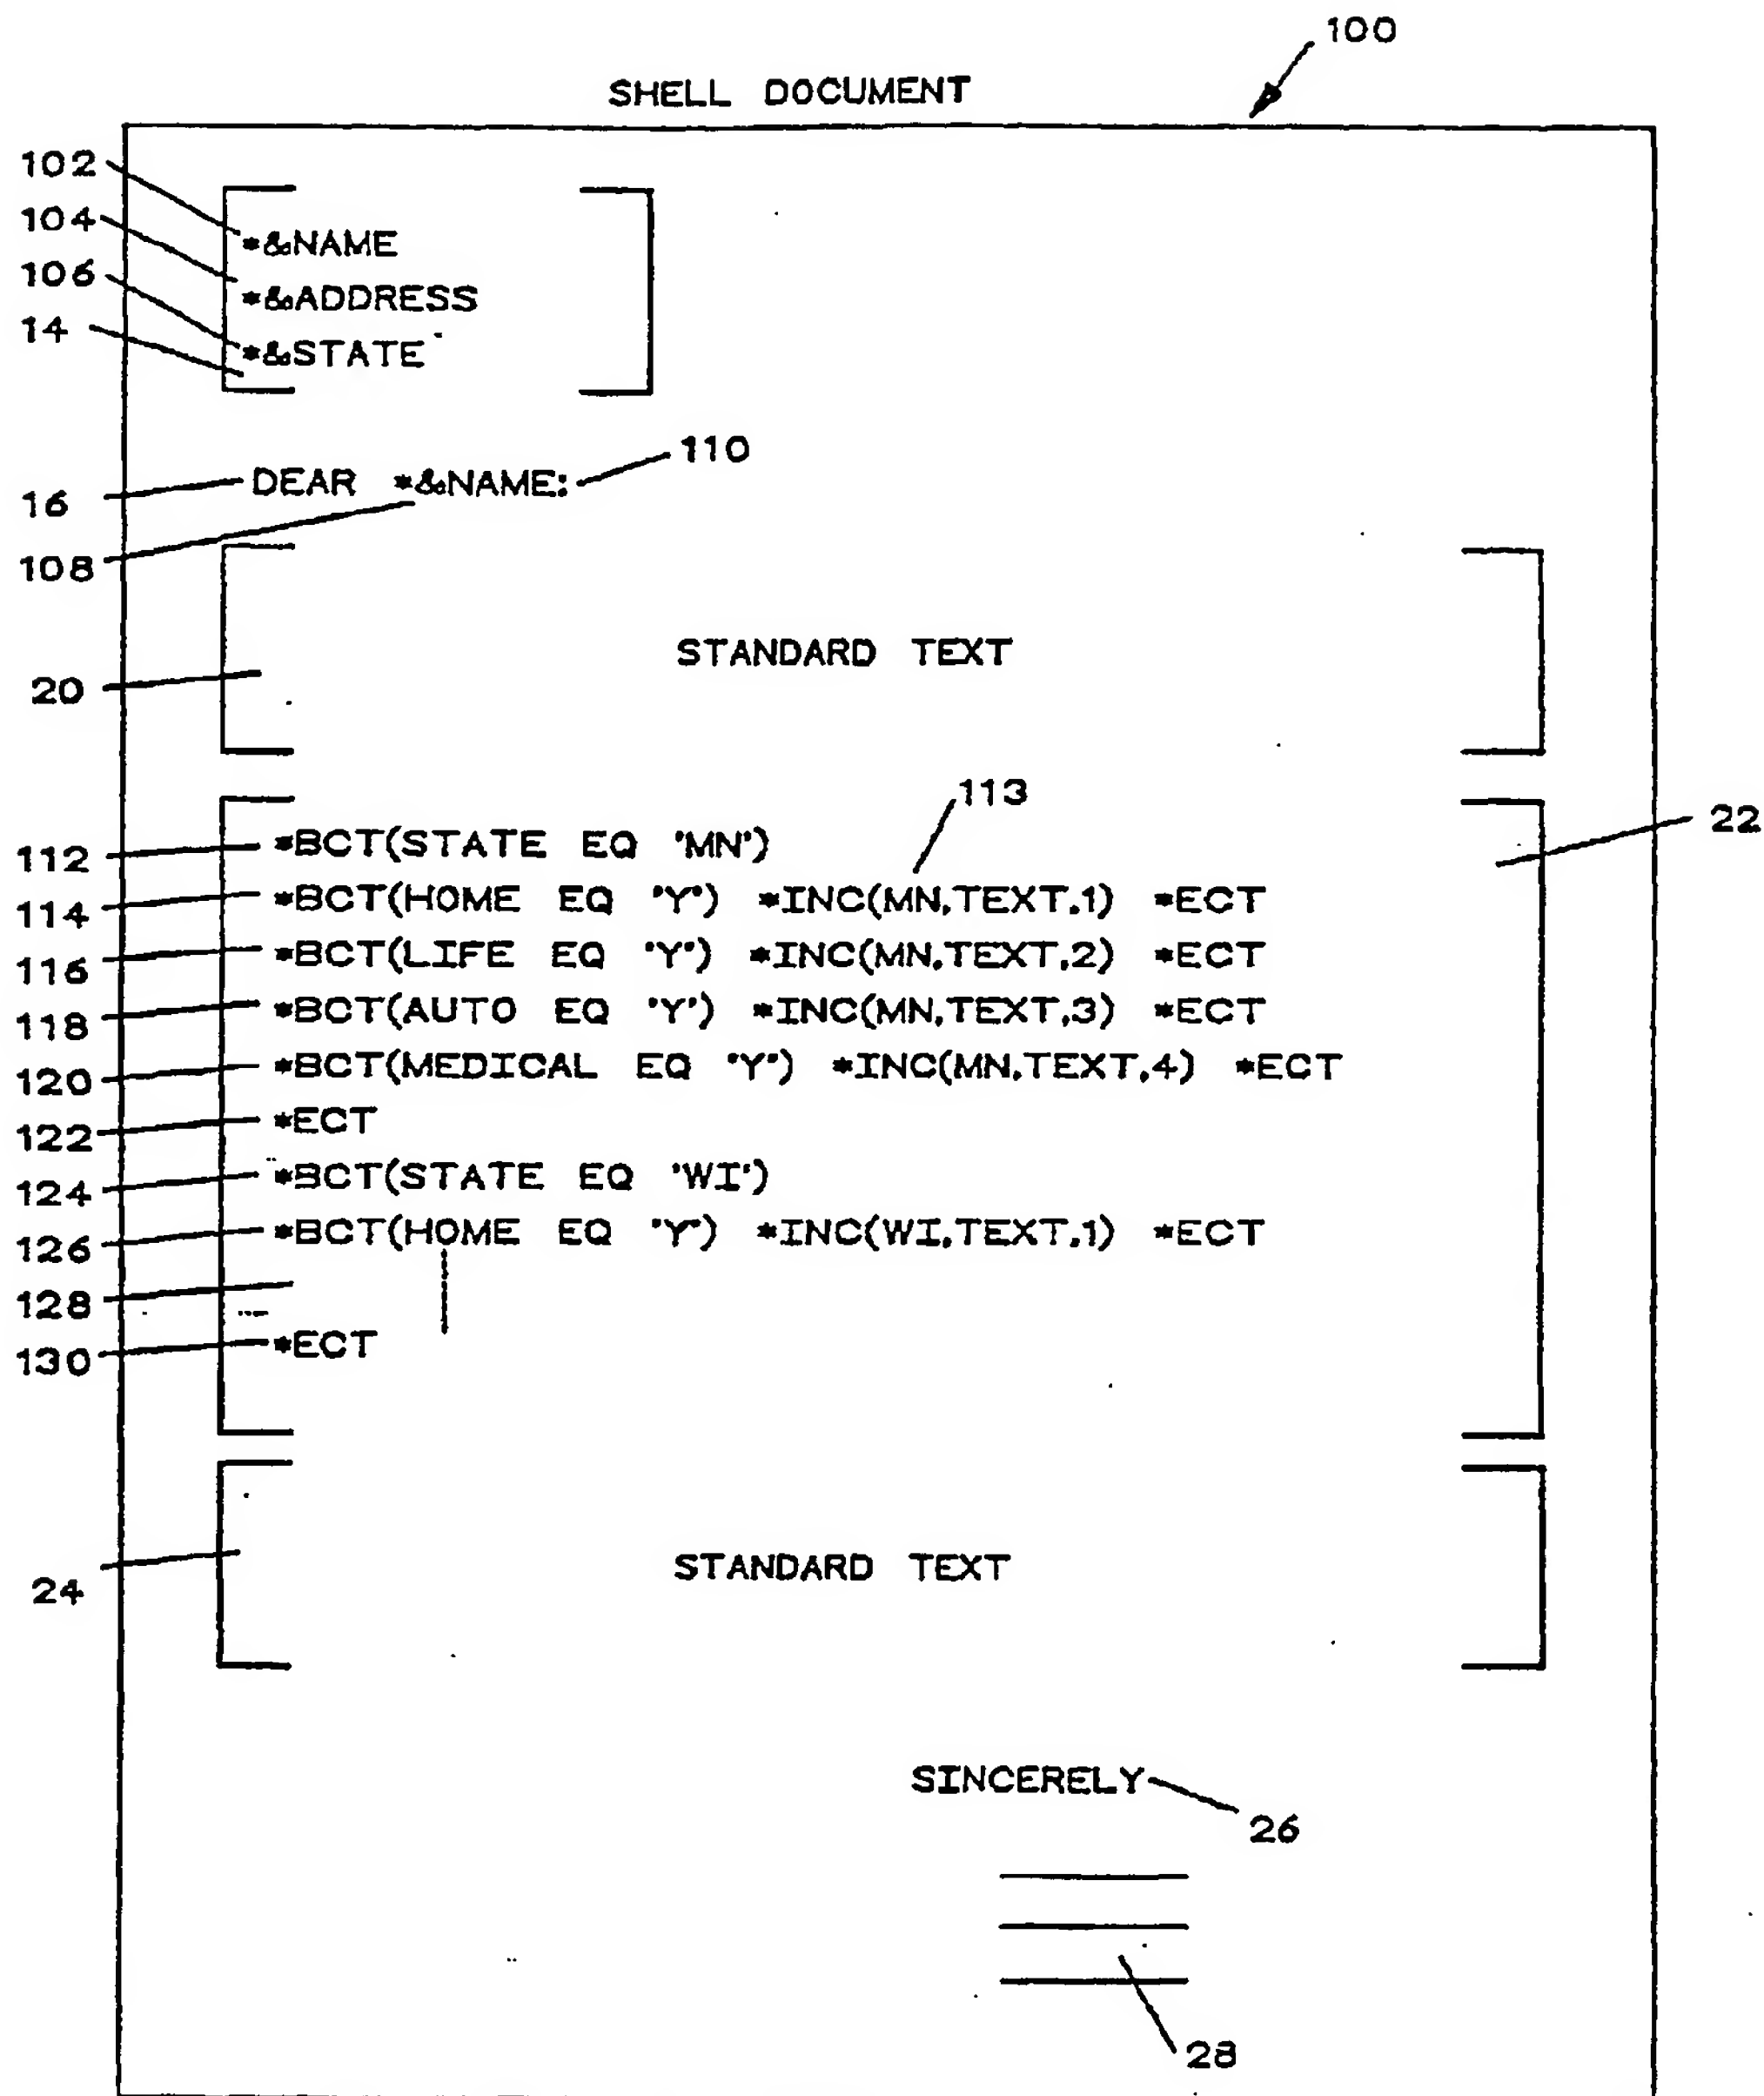 100
SHELL DOCUMENT
102
104
*&NAME
106
*&ADDRESS
14
*&STATE
110
16
DEAR *&NAME:
108
STANDARD TEXT
20
113
22
112
*BCT(STATE EQ 'MN')
114
*BCT(HOME EQ 'Y') *INC(MN,TEXT,1) *ECT
116
*BCT(LIFE EQ 'Y') *INC(MN,TEXT,2) *ECT
118
*BCT(AUTO EQ 'Y') *INC(MN,TEXT,3) *ECT
120
*BCT(MEDICAL EQ 'Y') *INC(MN,TEXT,4) *ECT
122
*ECT
124
*BCT(STATE EQ 'WI')
126
*BCT(HOME EQ 'Y') *INC(WI,TEXT,1) *ECT
128
130
*ECT
24
STANDARD TEXT
SINCERELY
26
28